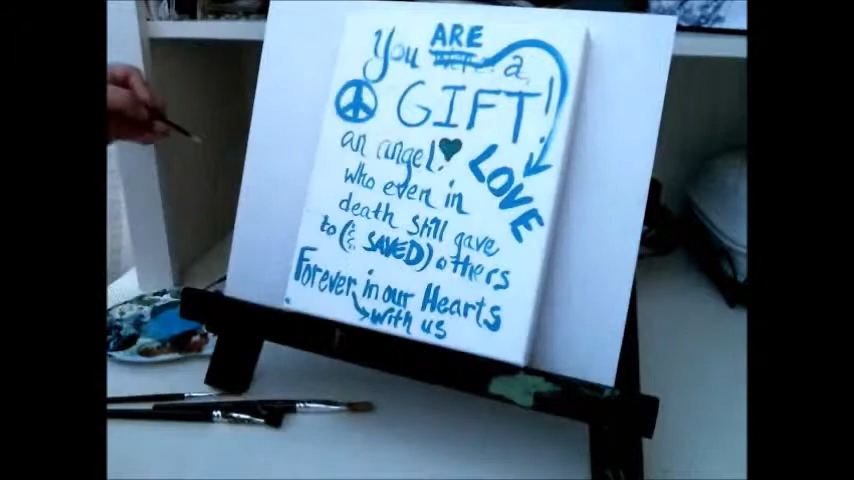 You ARE were a
GIFT!
an angel LOVE
who even in
death still gave
to (& SAVED) others
Forever in our Hearts
with us